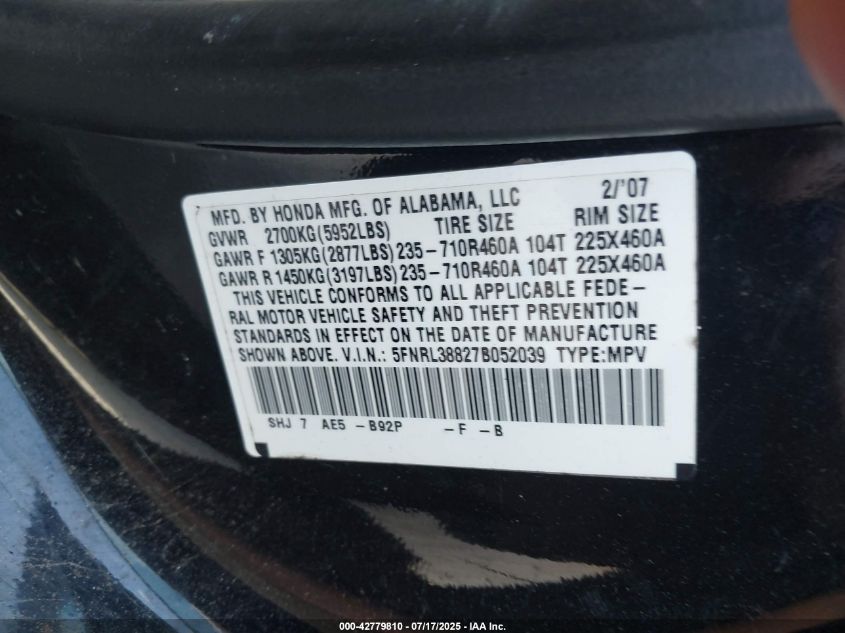 MFD. BY HONDA MFG. OF ALABAMA, LLC 2/'07
GVWR 2700KG(5952LBS) TIRE SIZE RIM SIZE
GAWR F 1305KG(2877LBS) 235-710R460A 104T 225X460A
GAWR R 1450KG(3197LBS) 235-710R460A 104T 225X460A
THIS VEHICLE CONFORMS TO ALL APPLICABLE FEDE-
RAL MOTOR VEHICLE SAFETY AND THEFT PREVENTION
STANDARDS IN EFFECT ON THE DATE OF MANUFACTURE
SHOWN ABOVE. V.I.N.: 5FNRL38827B052039 TYPE:MPV
SHJ 7 AE5 -B92P -F -B
000-42779810 - 07/17/2025 - IAA Inc.